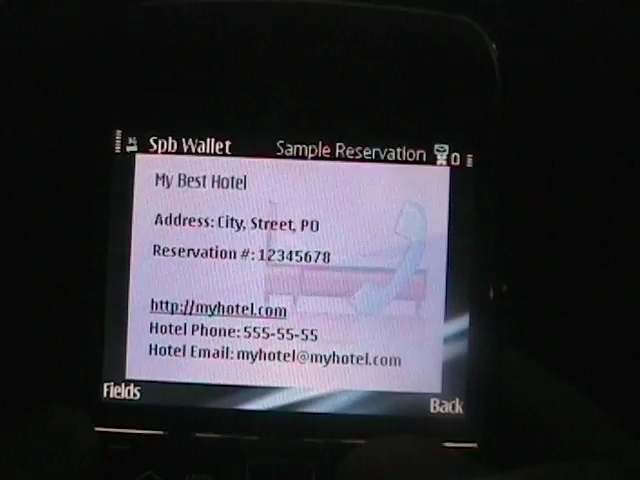 Spb Wallet Sample Reservation
My Best Hotel
Address: City, Street, PO
Reservation #: 12345678
http://myhotel.com
Hotel Phone: 555-55-55
Hotel Email: myhotel@myhotel.com
Fields Back